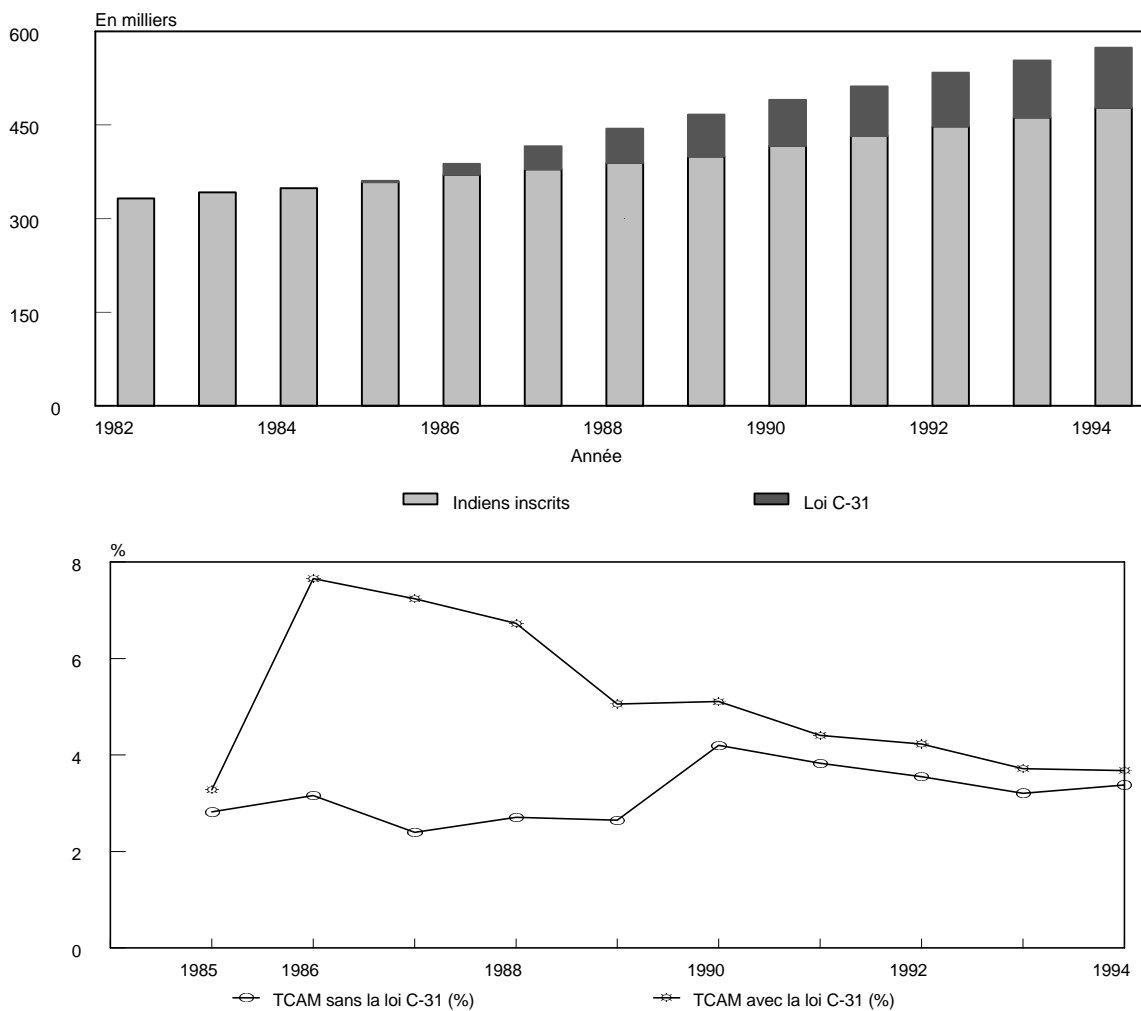 En milliers
600
450
300
150
0
1982 1984 1986 1988 1990 1992 1994
Année
Indiens inscrits Loi C-31
%
8
6
4
2
0
1985 1986 1988 1990 1992 1994
TCAM sans la loi C-31 (%) TCAM avec la loi C-31 (%)